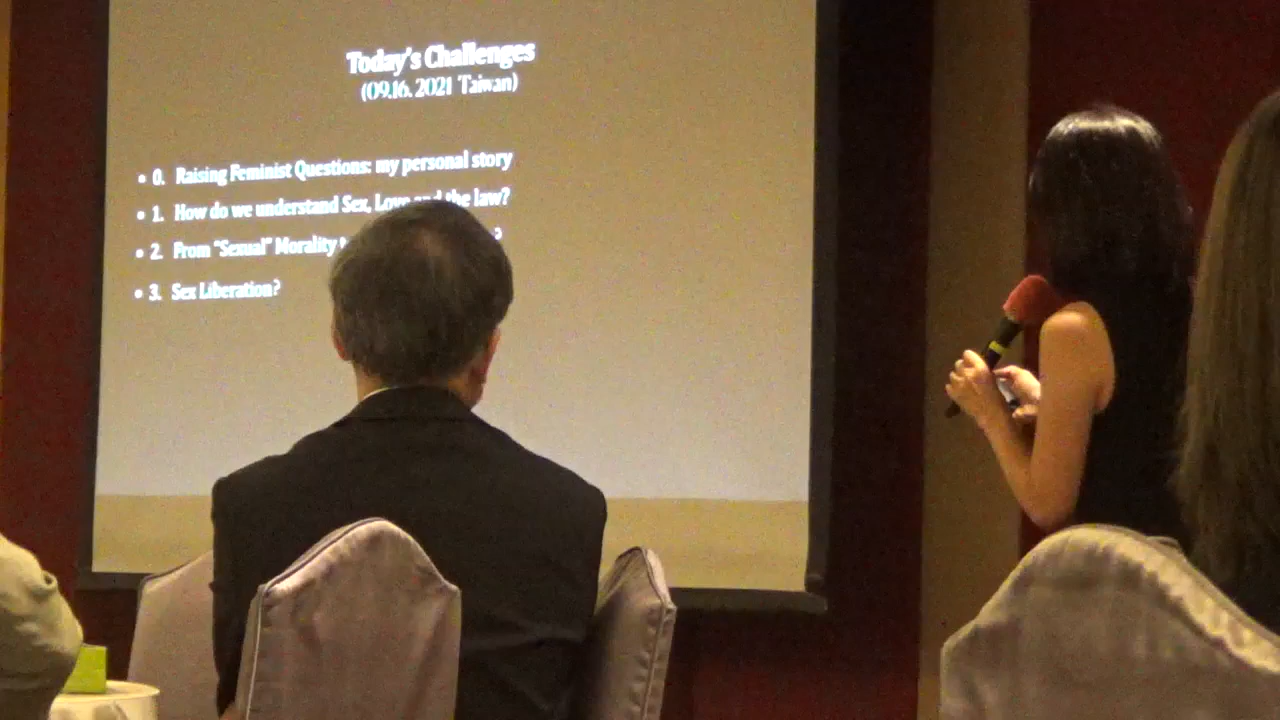 Today's Challenges
(09.16. 2021 Taiwan)
• 0. Raising Feminist Questions: my personal story
• 1. How do we understand Sex, Love and the law?
• 2. From "Sexual" Morality ?
• 3. Sex Liberation?